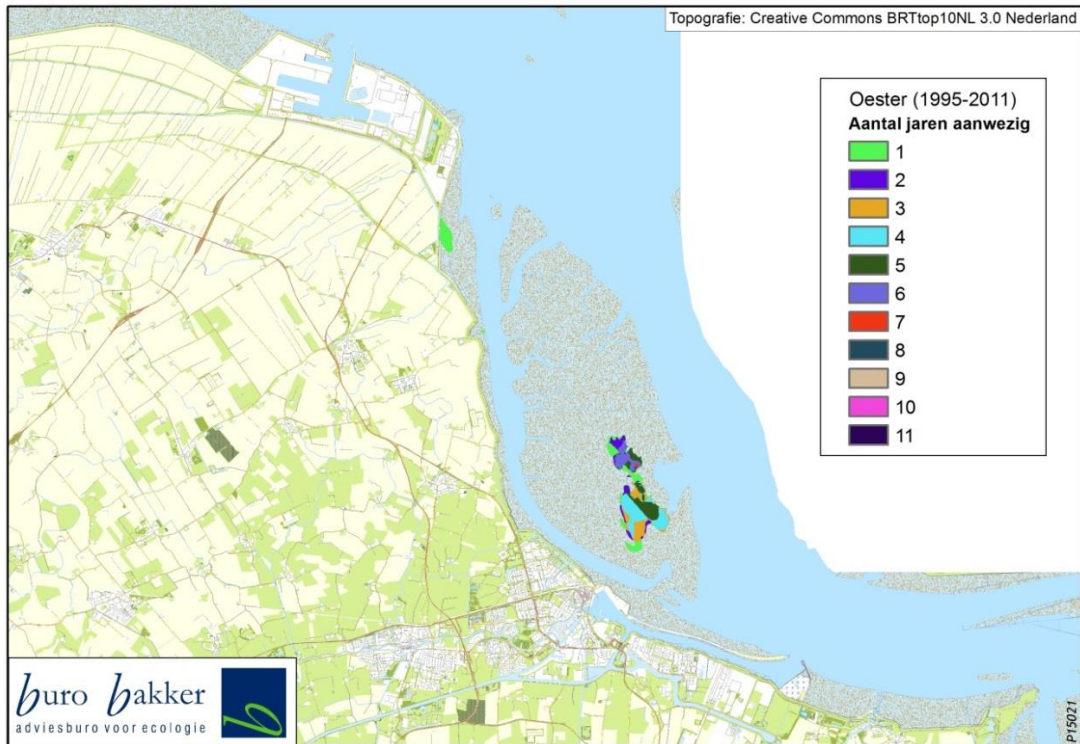 Topografie: Creative Commons BRTtop10NL 3.0 Nederland
Oester (1995-2011)
Aantal jaren aanwezig
1
2
3
4
5
6
7
8
9
10
11
buro bakker
adviesburo voor ecologie
b
P15021